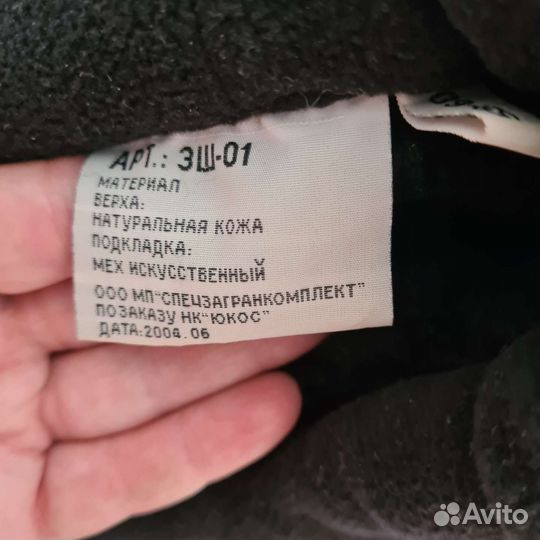 АРТ.: ЗШ-01
МАТЕРИАЛ
ВЕРХА:
НАТУРАЛЬНАЯ КОЖА
ПОДКЛАДКА:
МЕХ ИСКУССТВЕННЫЙ
ООО МП"СПЕЦЗАГРАНКОМПЛЕКТ"
ПО ЗАКАЗУ НК"ЮКОС"
ДАТА:2004.06
Avito